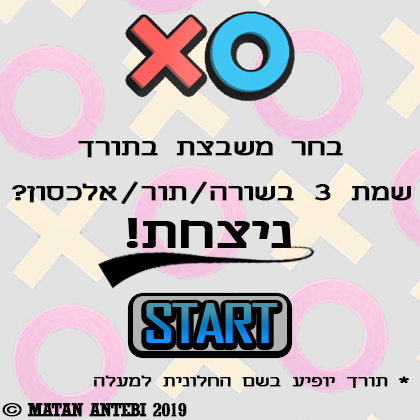 XO
בחר משבצת בתורך
שמת 3 בשורה/תור/אלכסון?
ניצחת!
START
* תורך יופיע בשם החלונית למעלה
© MATAN ANTEBI 2019